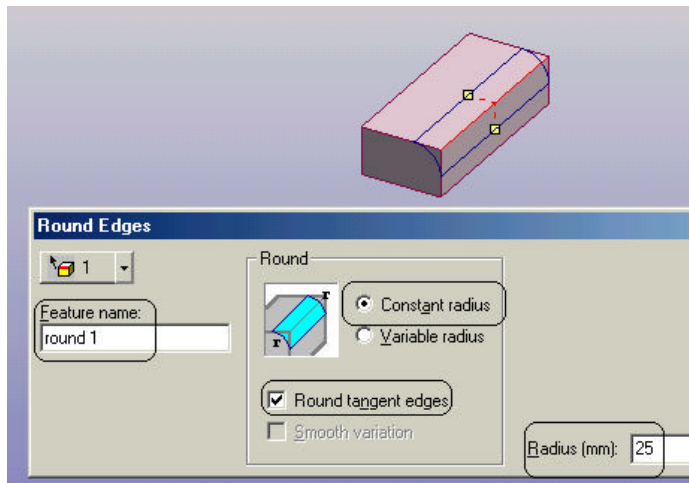 Round Edges
1
Round
Feature name:
round 1
r
r
Constant radius
Variable radius
Round tangent edges
Smooth variation
Radius (mm): 25